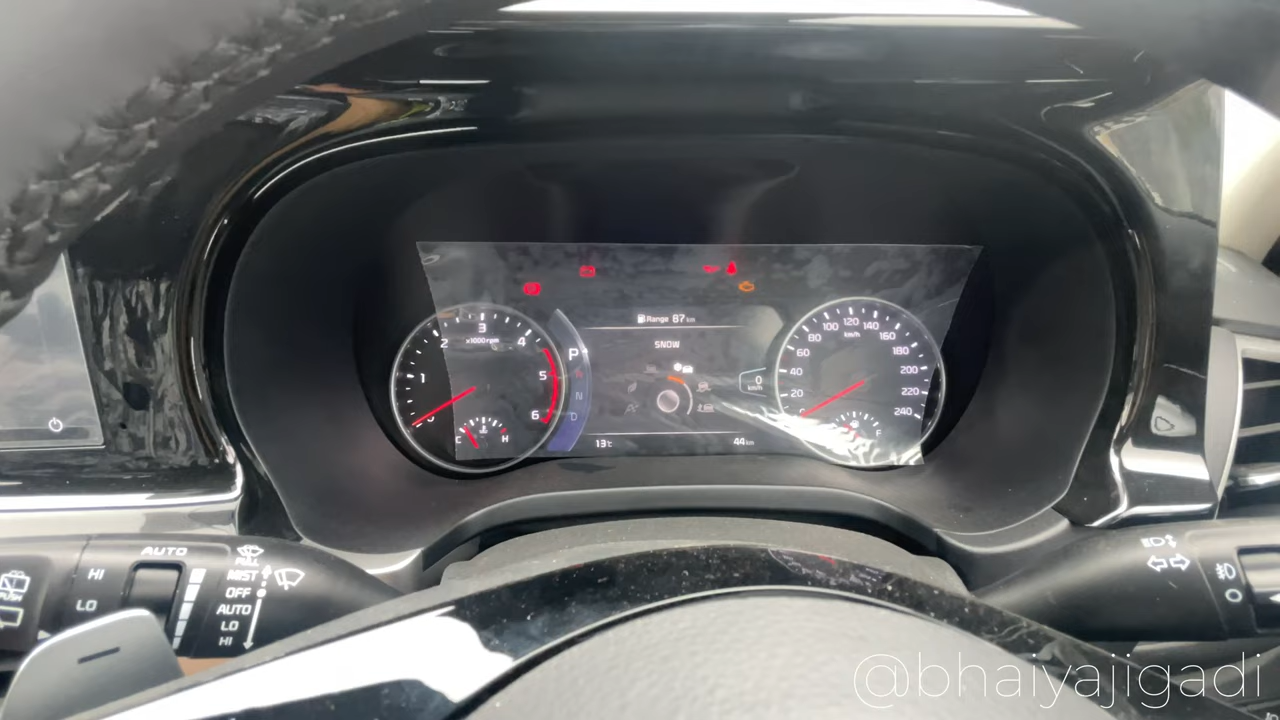 Range 87 km
SNOW
x1000rpm
1
2
3
4
5
6
C
H
P
R
N
D
0
km/h
20
40
60
80
100
120
140
160
180
200
220
240
km/h
F
13℃
44 km
AUTO
HI
LO
PULL
MIST
OFF
AUTO
LO
HI
PUSH
@bhaiyajigadi